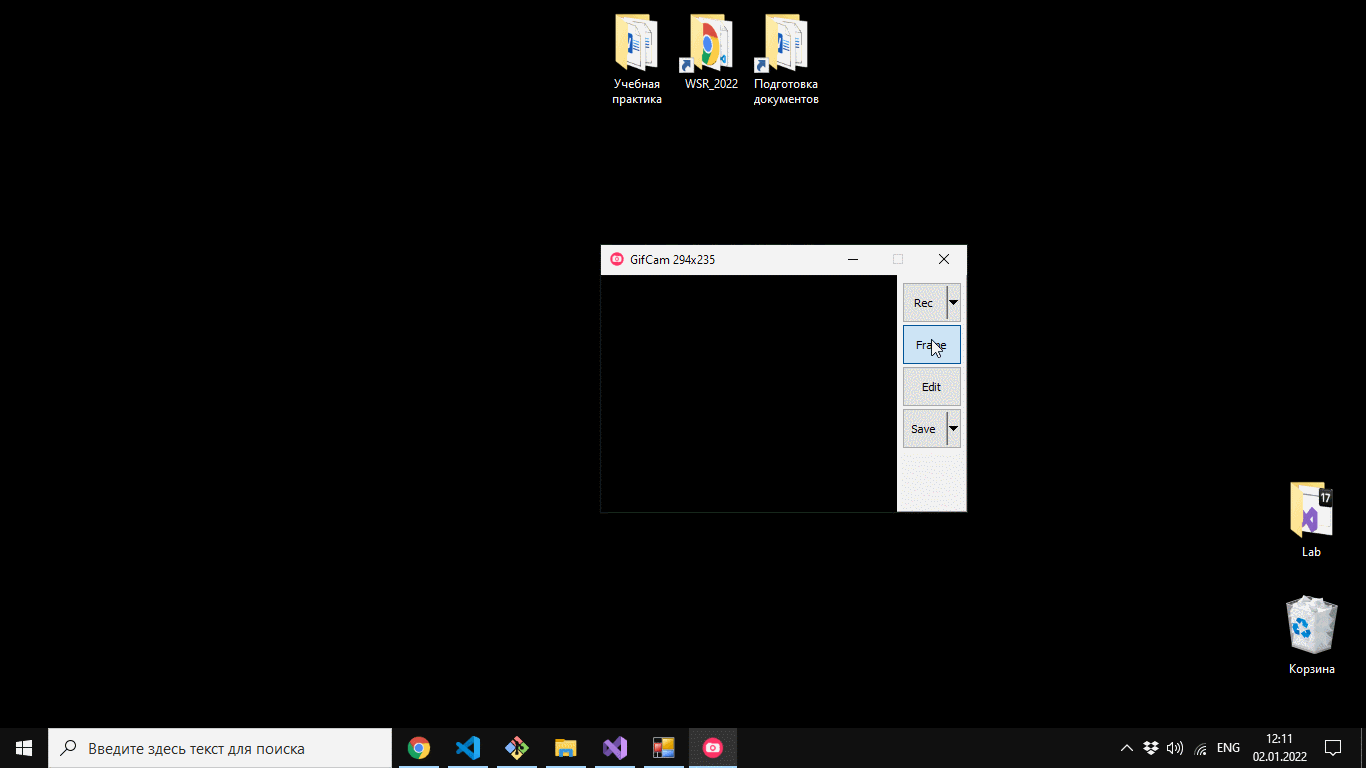 Учебная
практика
WSR_2022
Подготовка
документов
GifCam 294x235
Rec
Frame
Edit
Save
17
Lab
Корзина
Введите здесь текст для поиска
ENG
12:11
02.01.2022